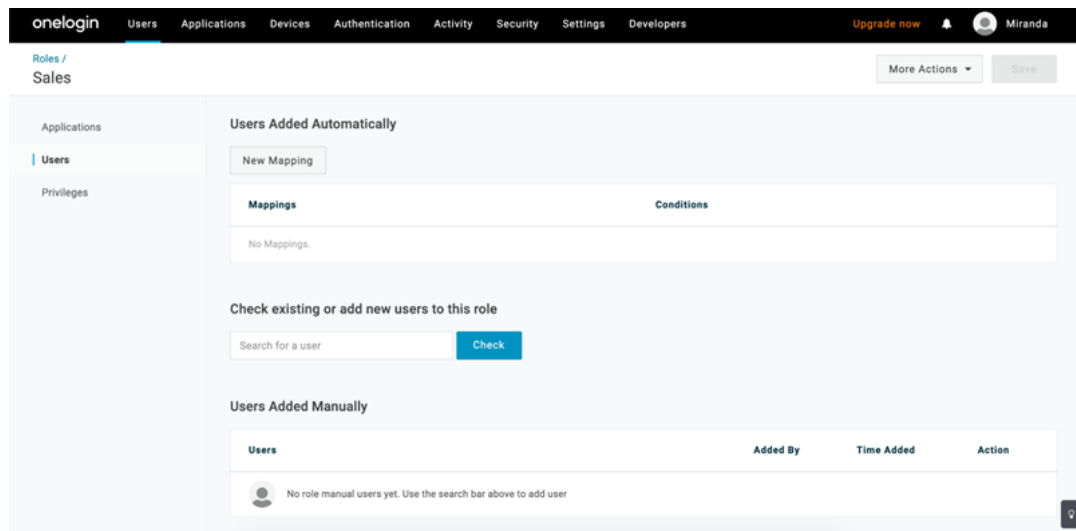 onelogin Users Applications Devices Authentication Activity Security Settings Developers Upgrade now Miranda
Roles /
Sales
More Actions Save
Applications
Users
Privileges
Users Added Automatically
New Mapping
Mappings Conditions
No Mappings.
Check existing or add new users to this role
Search for a user Check
Users Added Manually
Users Added By Time Added Action
No role manual users yet. Use the search bar above to add user